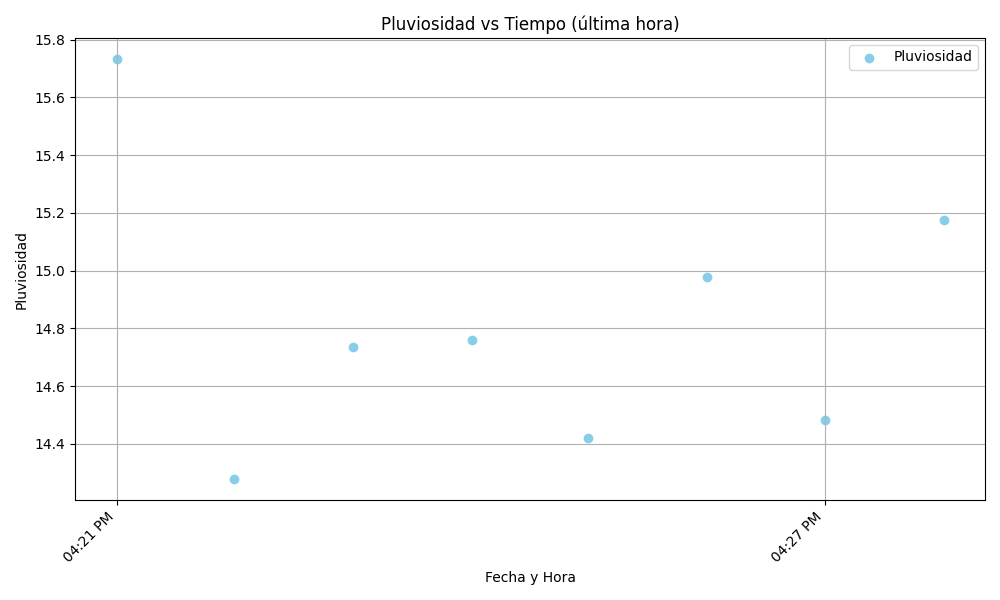 Pluviosidad vs Tiempo (última hora)
Pluviosidad
15.8
15.6
15.4
15.2
15.0
14.8
14.6
14.4
Pluviosidad
04:21 PM
04:27 PM
Fecha y Hora